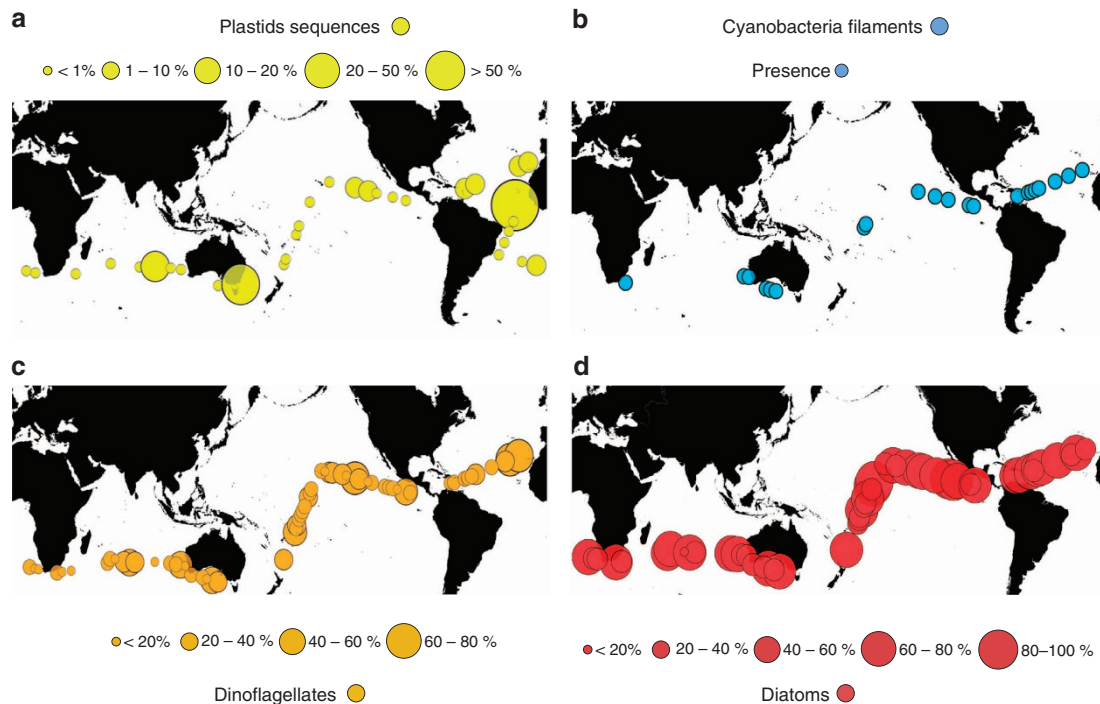 a
Plastids sequences
< 1% 1 – 10 % 10 – 20 % 20 – 50 % > 50 %
b
Cyanobacteria filaments
Presence
c
d
< 20% 20 – 40 % 40 – 60 % 60 – 80 %
Dinoflagellates
< 20% 20 – 40 % 40 – 60 % 60 – 80 % 80–100 %
Diatoms